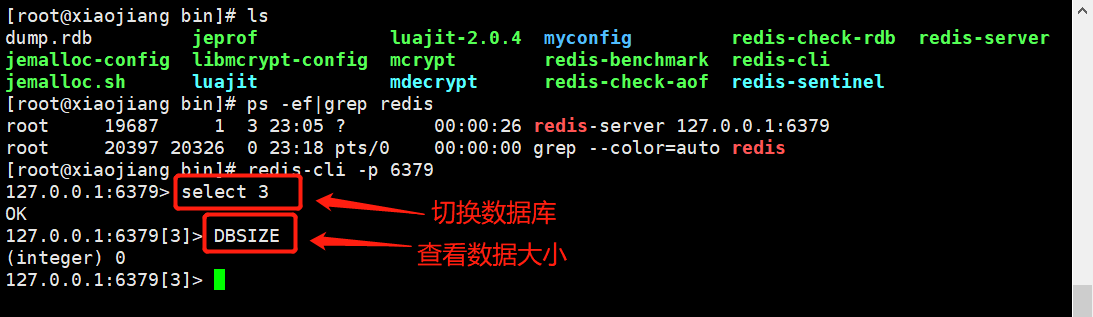 [root@xiaojiang bin]# ls
dump.rdb jeprof luajit-2.0.4 myconfig redis-check-rdb redis-server
jemalloc-config libmcrypt-config mcrypt redis-benchmark redis-cli
jemalloc.sh luajit mdecrypt redis-check-aof redis-sentinel
[root@xiaojiang bin]# ps -ef|grep redis
root 19687 1 3 23:05 ? 00:00:26 redis-server 127.0.0.1:6379
root 20397 20326 0 23:18 pts/0 00:00:00 grep --color=auto redis
[root@xiaojiang bin]# redis-cli -p 6379
127.0.0.1:6379> select 3
切换数据库
OK
127.0.0.1:6379[3]> DBSIZE
查看数据大小
(integer) 0
127.0.0.1:6379[3]>